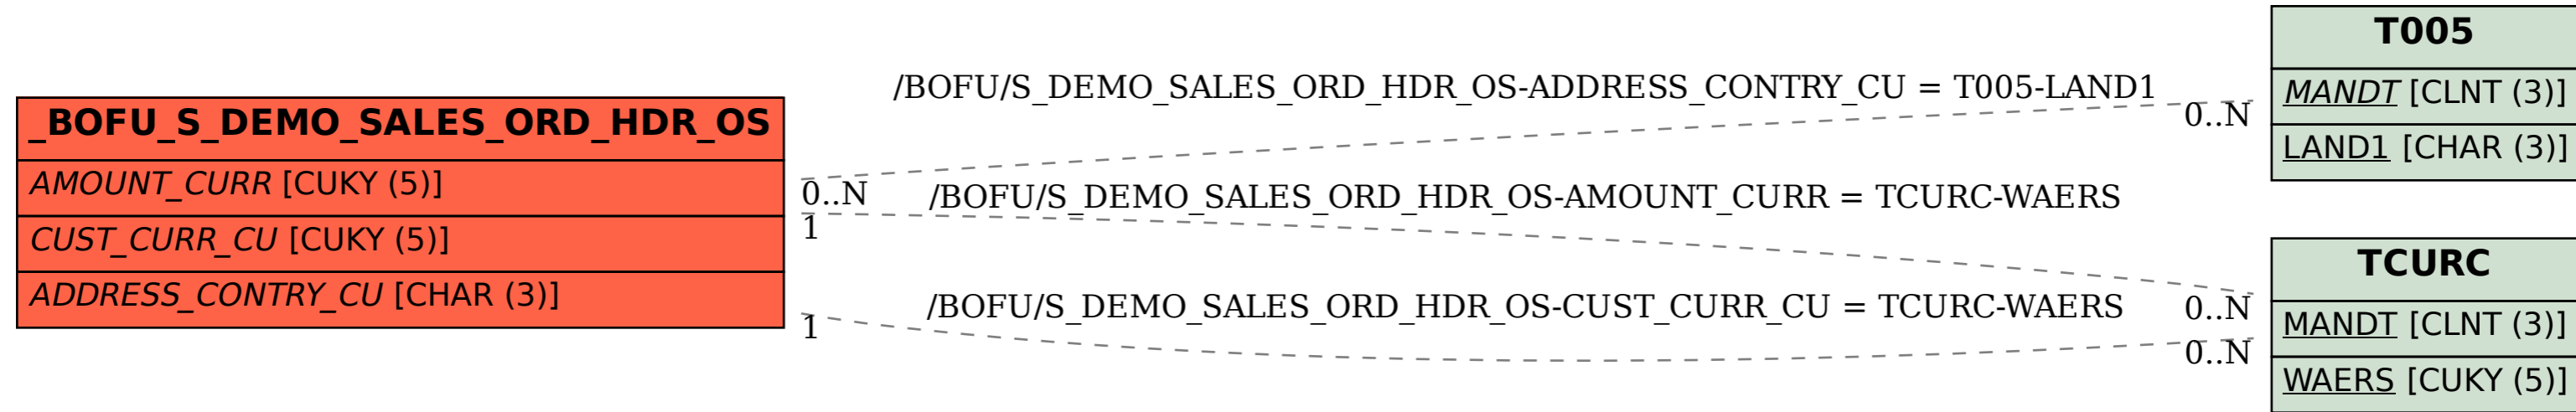 _BOFU_S_DEMO_SALES_ORD_HDR_OS
AMOUNT_CURR [CUKY (5)]
CUST_CURR_CU [CUKY (5)]
ADDRESS_CONTRY_CU [CHAR (3)]
/BOFU/S_DEMO_SALES_ORD_HDR_OS-ADDRESS_CONTRY_CU = T005-LAND1
0..N
0..N
/BOFU/S_DEMO_SALES_ORD_HDR_OS-AMOUNT_CURR = TCURC-WAERS
1
0..N
/BOFU/S_DEMO_SALES_ORD_HDR_OS-CUST_CURR_CU = TCURC-WAERS
1
0..N
T005
MANDT [CLNT (3)]
LAND1 [CHAR (3)]
TCURC
MANDT [CLNT (3)]
WAERS [CUKY (5)]